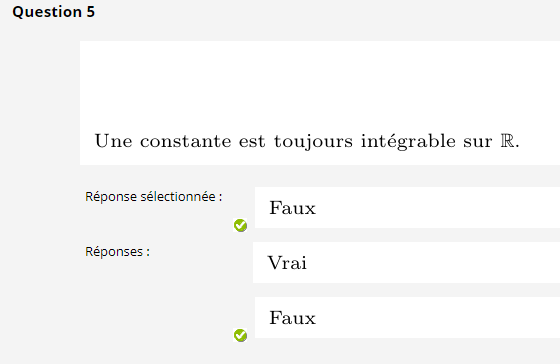 Question 5
Une constante est toujours intégrable sur ℝ.
Réponse sélectionnée :
Faux
Réponses :
Vrai
Faux